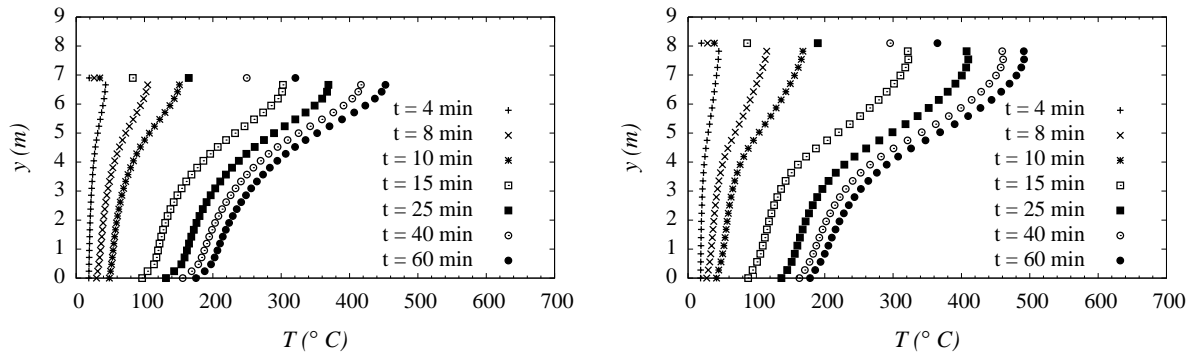 9
8
7
6
5
4
3
2
1
0
0 100 200 300 400 500 600 700
y (m)
T (° C)
t = 4 min
t = 8 min
t = 10 min
t = 15 min
t = 25 min
t = 40 min
t = 60 min
9
8
7
6
5
4
3
2
1
0
0 100 200 300 400 500 600 700
y (m)
T (° C)
t = 4 min
t = 8 min
t = 10 min
t = 15 min
t = 25 min
t = 40 min
t = 60 min